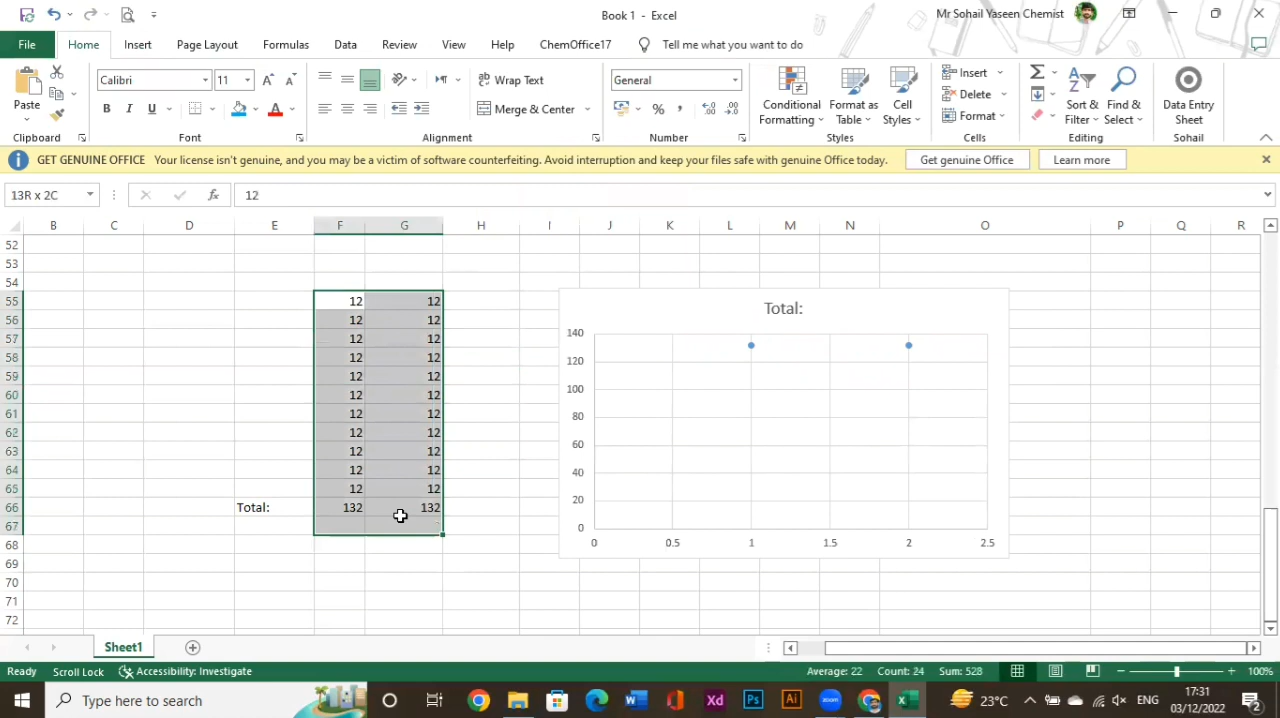 Book 1 - Excel
Mr Sohail Yaseen Chemist
File
Home
Insert
Page Layout
Formulas
Data
Review
View
Help
ChemOffice17
Tell me what you want to do
Paste
Clipboard
Calibri
11
B
I
U
Font
Wrap Text
Merge & Center
Alignment
General
%
Number
Conditional Formatting
Format as Table
Cell Styles
Styles
Insert
Delete
Format
Cells
Sort & Filter
Find & Select
Editing
Data Entry Sheet
Sohail
GET GENUINE OFFICE Your license isn't genuine, and you may be a victim of software counterfeiting. Avoid interruption and keep your files safe with genuine Office today.
Get genuine Office
Learn more
13R x 2C
fx
12
B C D E F G H I J K L M N O P Q R
52
53
54
55 12 12
56 12 12
57 12 12
58 12 12
59 12 12
60 12 12
61 12 12
62 12 12
63 12 12
64 12 12
65 12 12
66 Total: 132 132
67
68
69
70
71
72
Total:
140
120
100
80
60
40
20
0
0 0.5 1 1.5 2 2.5
Sheet1
Ready
Scroll Lock
Accessibility: Investigate
Average: 22
Count: 24
Sum: 528
100%
Type here to search
Xd
Ps
Ai
zoom
23°C
ENG
17:31
03/12/2022
2